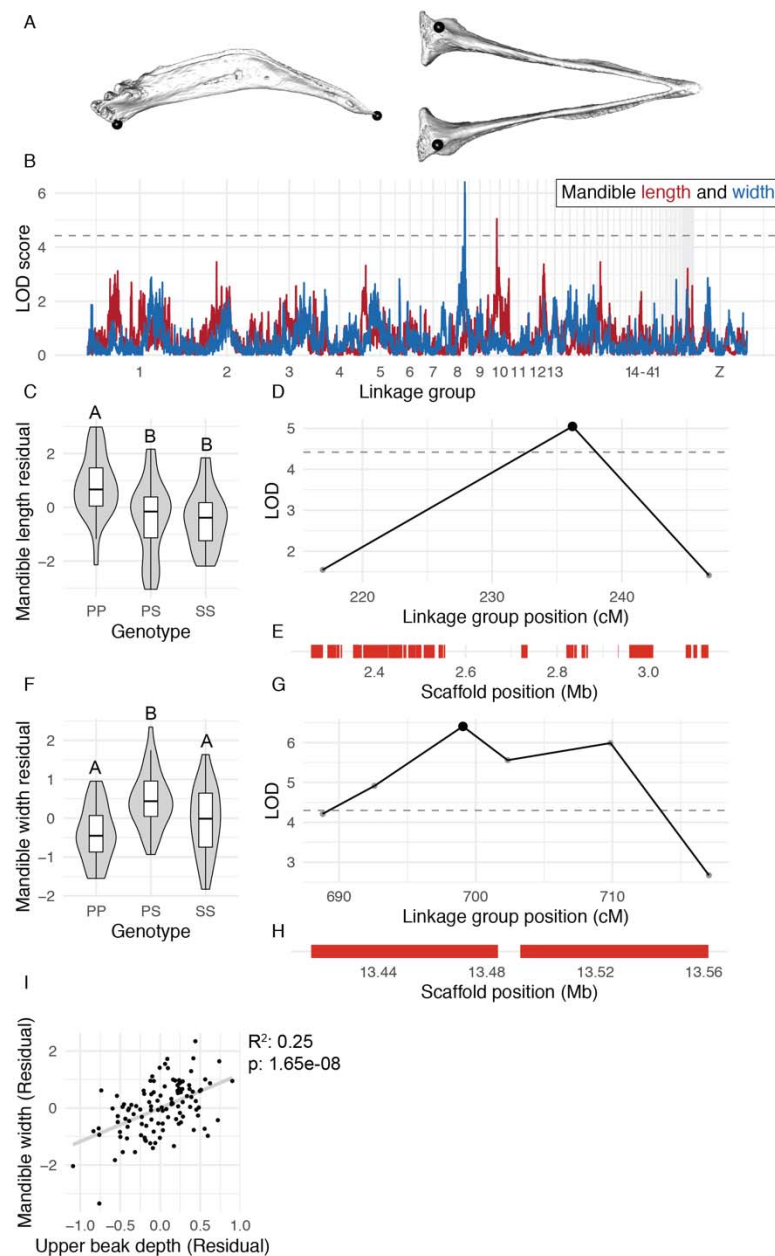 A
B
Mandible length and width
6
4
2
0
LOD score
1 2 3 4 5 6 7 8 9 10 11 12 13 14-41 Z
Linkage group
C
A
B
B
2
0
−2
Mandible length residual
PP PS SS
Genotype
D
5
4
3
2
LOD
220 230 240
Linkage group position (cM)
E
2.4 2.6 2.8 3.0
Scaffold position (Mb)
F
A
B
A
2
1
0
−1
−2
Mandible width residual
PP PS SS
Genotype
G
6
5
4
3
LOD
690 700 710
Linkage group position (cM)
H
13.44 13.48 13.52 13.56
Scaffold position (Mb)
I
R²: 0.25
p: 1.65e-08
2
0
−2
Mandible width (Residual)
−1.0 −0.5 0.0 0.5 1.0
Upper beak depth (Residual)